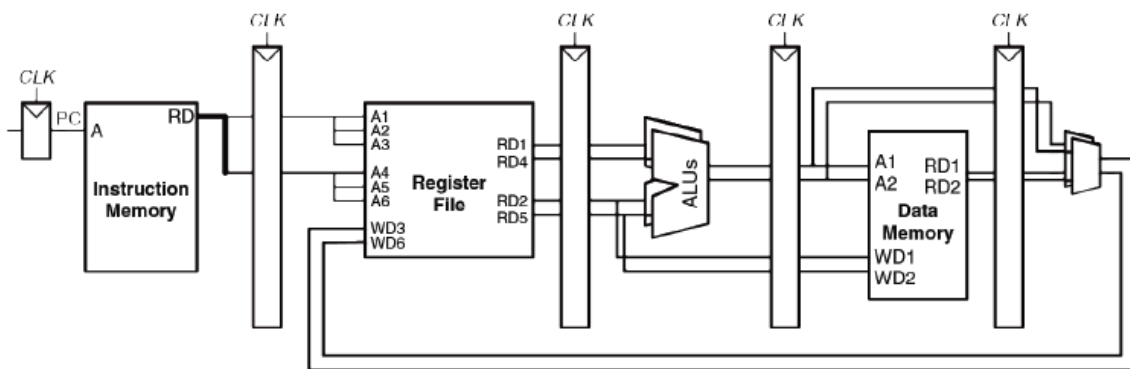 CLK
CLK
CLK
CLK
CLK
PC
A
RD
Instruction
Memory
A1
A2
A3
A4
A5
A6
WD3
WD6
Register
File
RD1
RD4
RD2
RD5
ALUs
A1
A2
RD1
RD2
Data
Memory
WD1
WD2